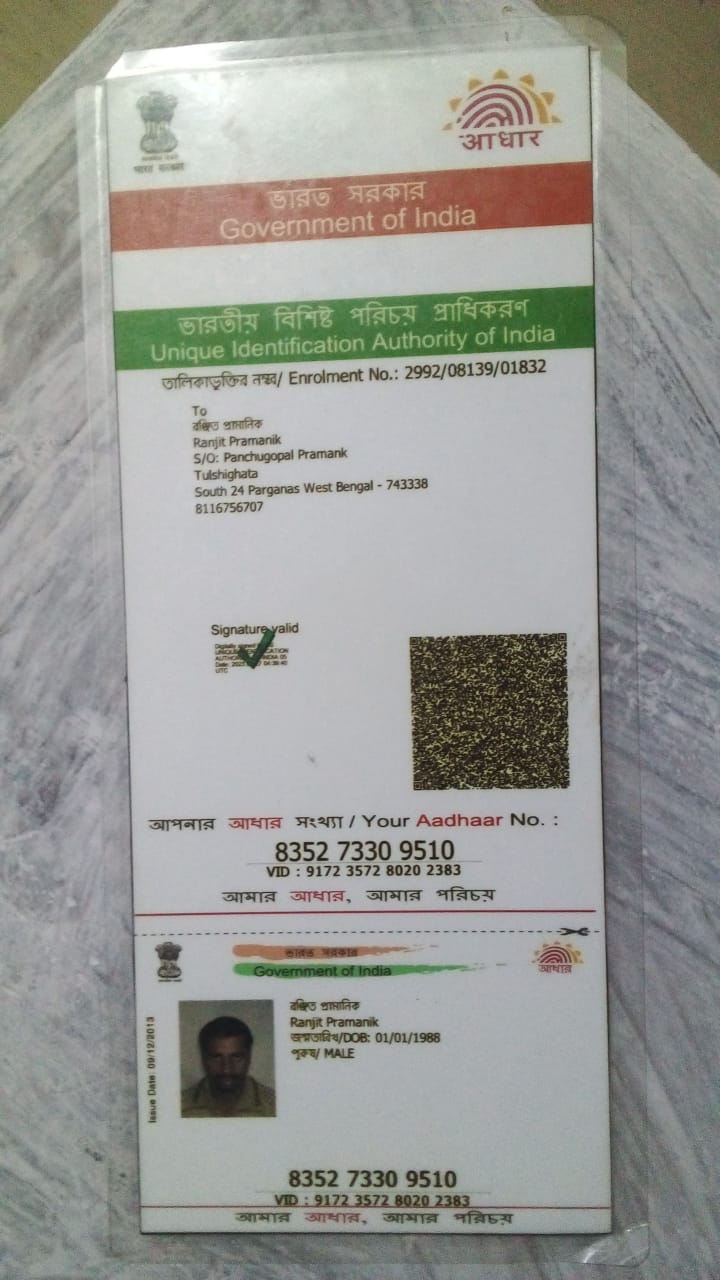 भारत सरकार
आधार
ভারত সরকার
Government of India
ভারতীয় বিশিষ্ট পরিচয় প্রাধিকরণ
Unique Identification Authority of India
তালিকাভুক্তির নম্বর/ Enrolment No.: 2992/08139/01832
To
রঞ্জিত প্রামানিক
Ranjit Pramanik
S/O: Panchugopal Pramank
Tulshighata
South 24 Parganas West Bengal - 743338
8116756707
Signature valid
UTC
আপনার আধার সংখ্যা / Your Aadhaar No. :
8352 7330 9510
VID : 9172 3572 8020 2383
আমার আধার, আমার পরিচয়
ভারত সরকার
Government of India
আধার
Issue Date: 09/12/2013
রঞ্জিত প্রামানিক
Ranjit Pramanik
জন্মতারিখ/DOB: 01/01/1988
পুরুষ/ MALE
8352 7330 9510
VID : 9172 3572 8020 2383
আমার আধার, আমার পরিচয়